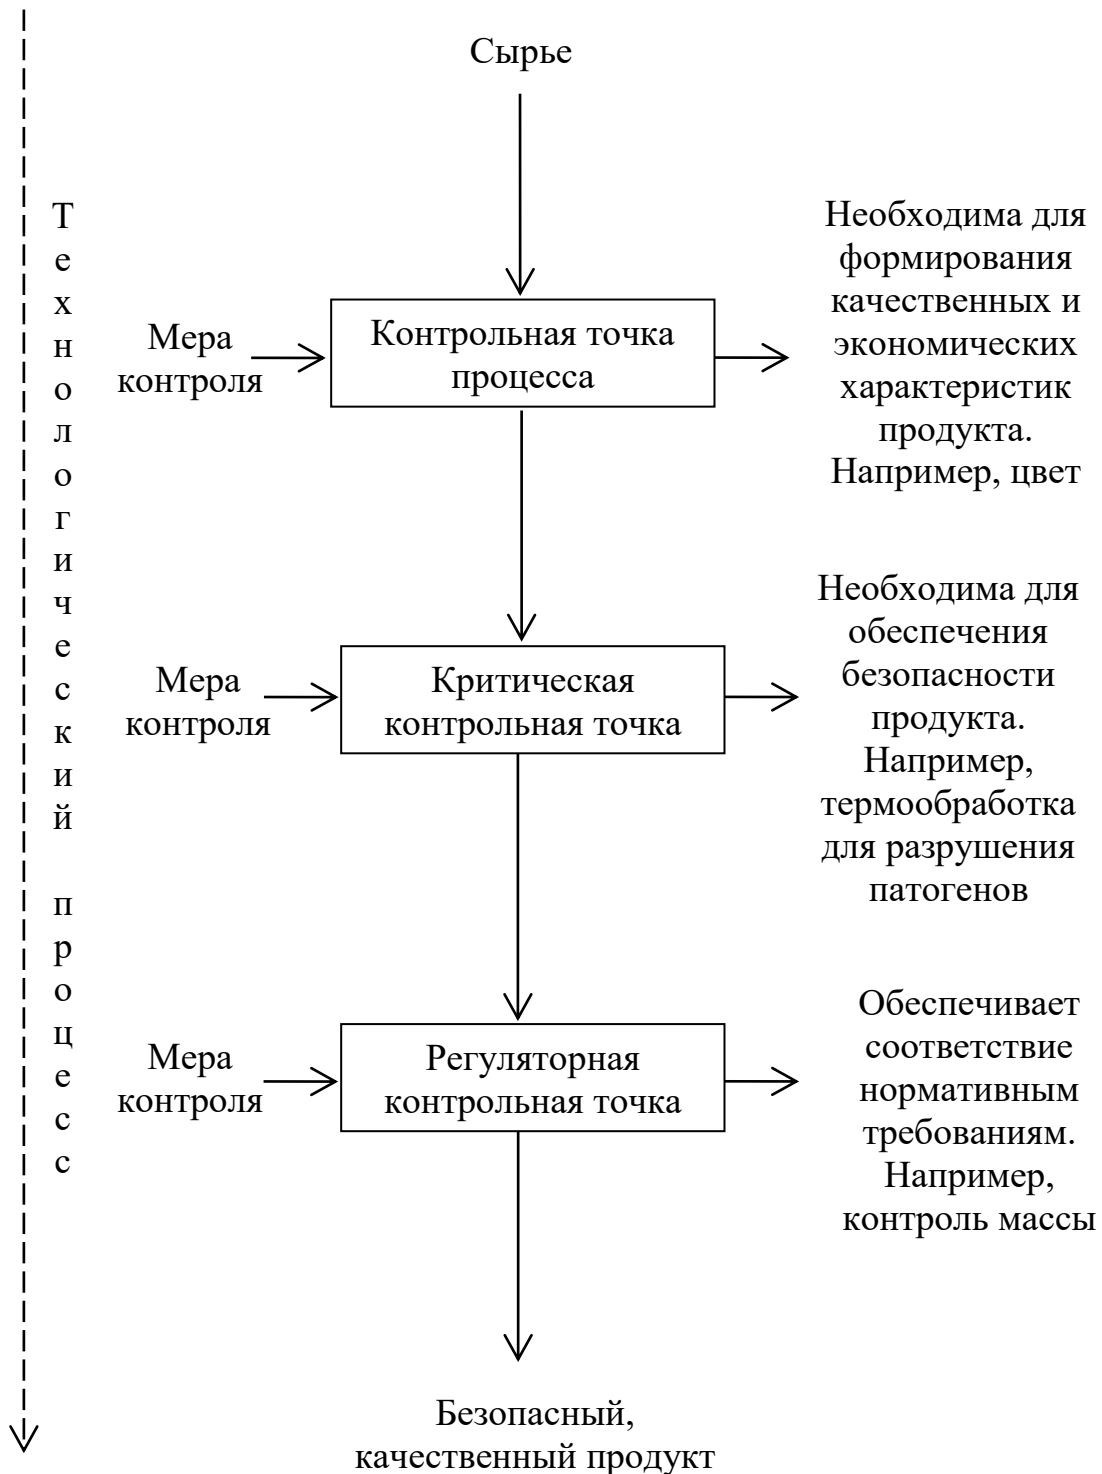 Сырье
Технологический процесс
Мера
контроля
Контрольная точка
процесса
Необходима для
формирования
качественных и
экономических
характеристик
продукта.
Например, цвет
Мера
контроля
Критическая
контрольная точка
Необходима для
обеспечения
безопасности
продукта.
Например,
термообработка
для разрушения
патогенов
Мера
контроля
Регуляторная
контрольная точка
Обеспечивает
соответствие
нормативным
требованиям.
Например,
контроль массы
Безопасный,
качественный продукт